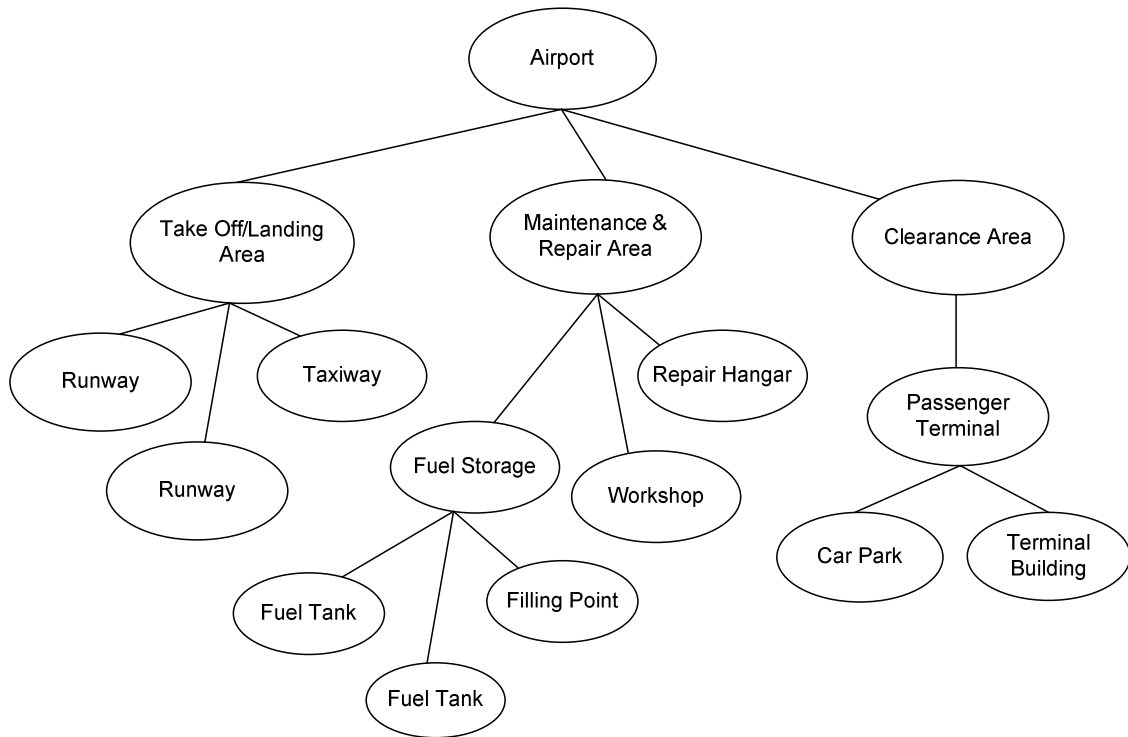 Airport
Take Off/Landing
Area
Maintenance &
Repair Area
Clearance Area
Runway
Taxiway
Repair Hangar
Passenger
Terminal
Runway
Fuel Storage
Workshop
Car Park
Terminal
Building
Fuel Tank
Filling Point
Fuel Tank